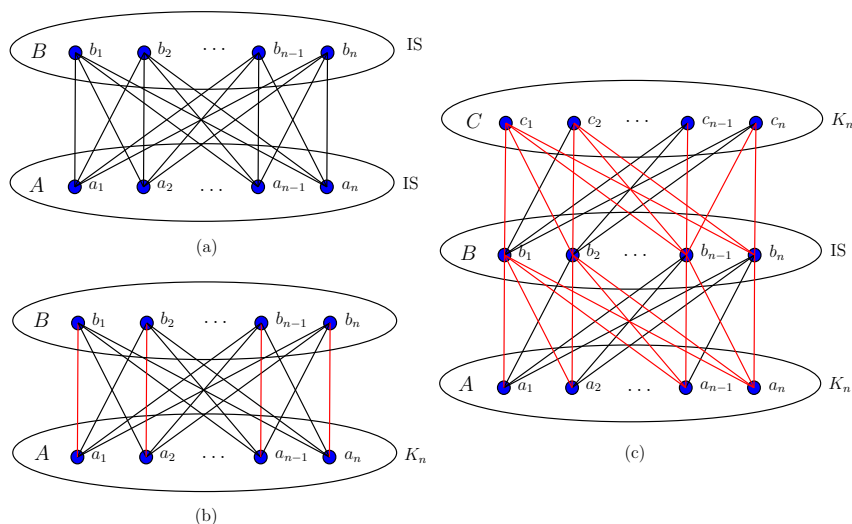 B b₁ b₂ ⋯ bₙ₋₁ bₙ IS
A a₁ a₂ ⋯ aₙ₋₁ aₙ IS
(a)
B b₁ b₂ ⋯ bₙ₋₁ bₙ
A a₁ a₂ ⋯ aₙ₋₁ aₙ Kₙ
(b)
C c₁ c₂ ⋯ cₙ₋₁ cₙ Kₙ
B b₁ b₂ ⋯ bₙ₋₁ bₙ IS
A a₁ a₂ ⋯ aₙ₋₁ aₙ Kₙ
(c)